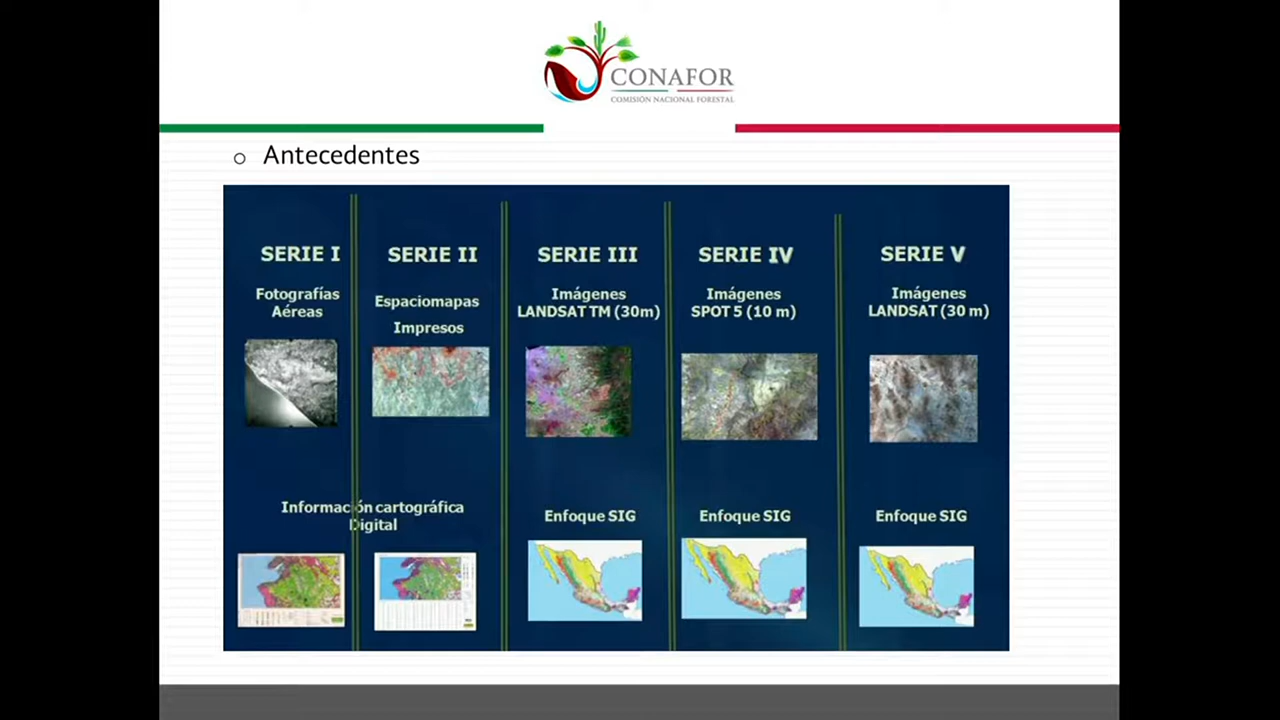 CONAFOR
COMISIÓN NACIONAL FORESTAL
Antecedentes
SERIE I
Fotografías
Aéreas
SERIE II
Espaciomapas
Impresos
SERIE III
Imágenes
LANDSAT TM (30m)
SERIE IV
Imágenes
SPOT 5 (10 m)
SERIE V
Imágenes
LANDSAT (30 m)
Información cartográfica
Digital
Enfoque SIG
Enfoque SIG
Enfoque SIG